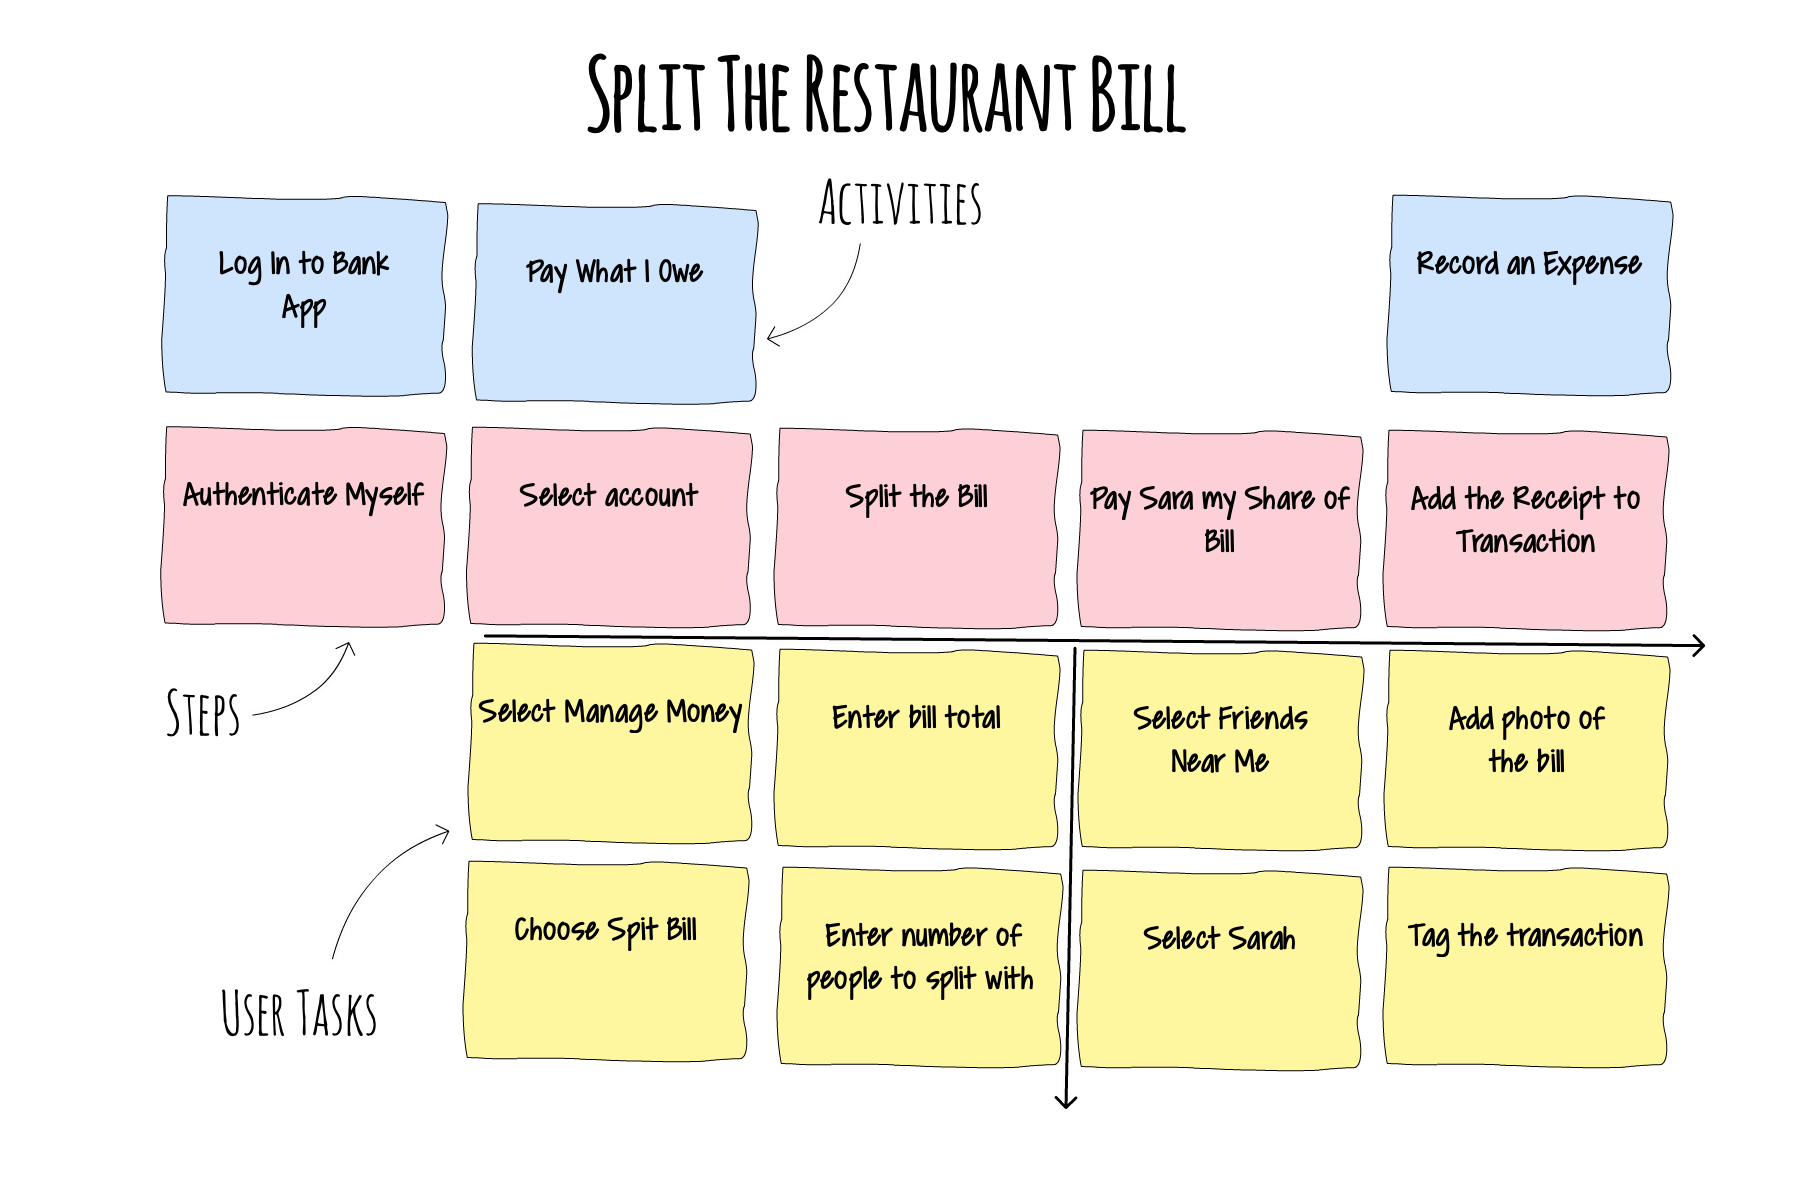 Split The Restaurant Bill
Activities
Log In to Bank
App
Pay What I Owe
Record an Expense
Authenticate Myself
Select account
Split the Bill
Pay Sara my Share of
Bill
Add the Receipt to
Transaction
Steps
Select Manage Money
Enter bill total
Select Friends
Near Me
Add photo of
the bill
User Tasks
Choose Spit Bill
Enter number of
people to split with
Select Sarah
Tag the transaction